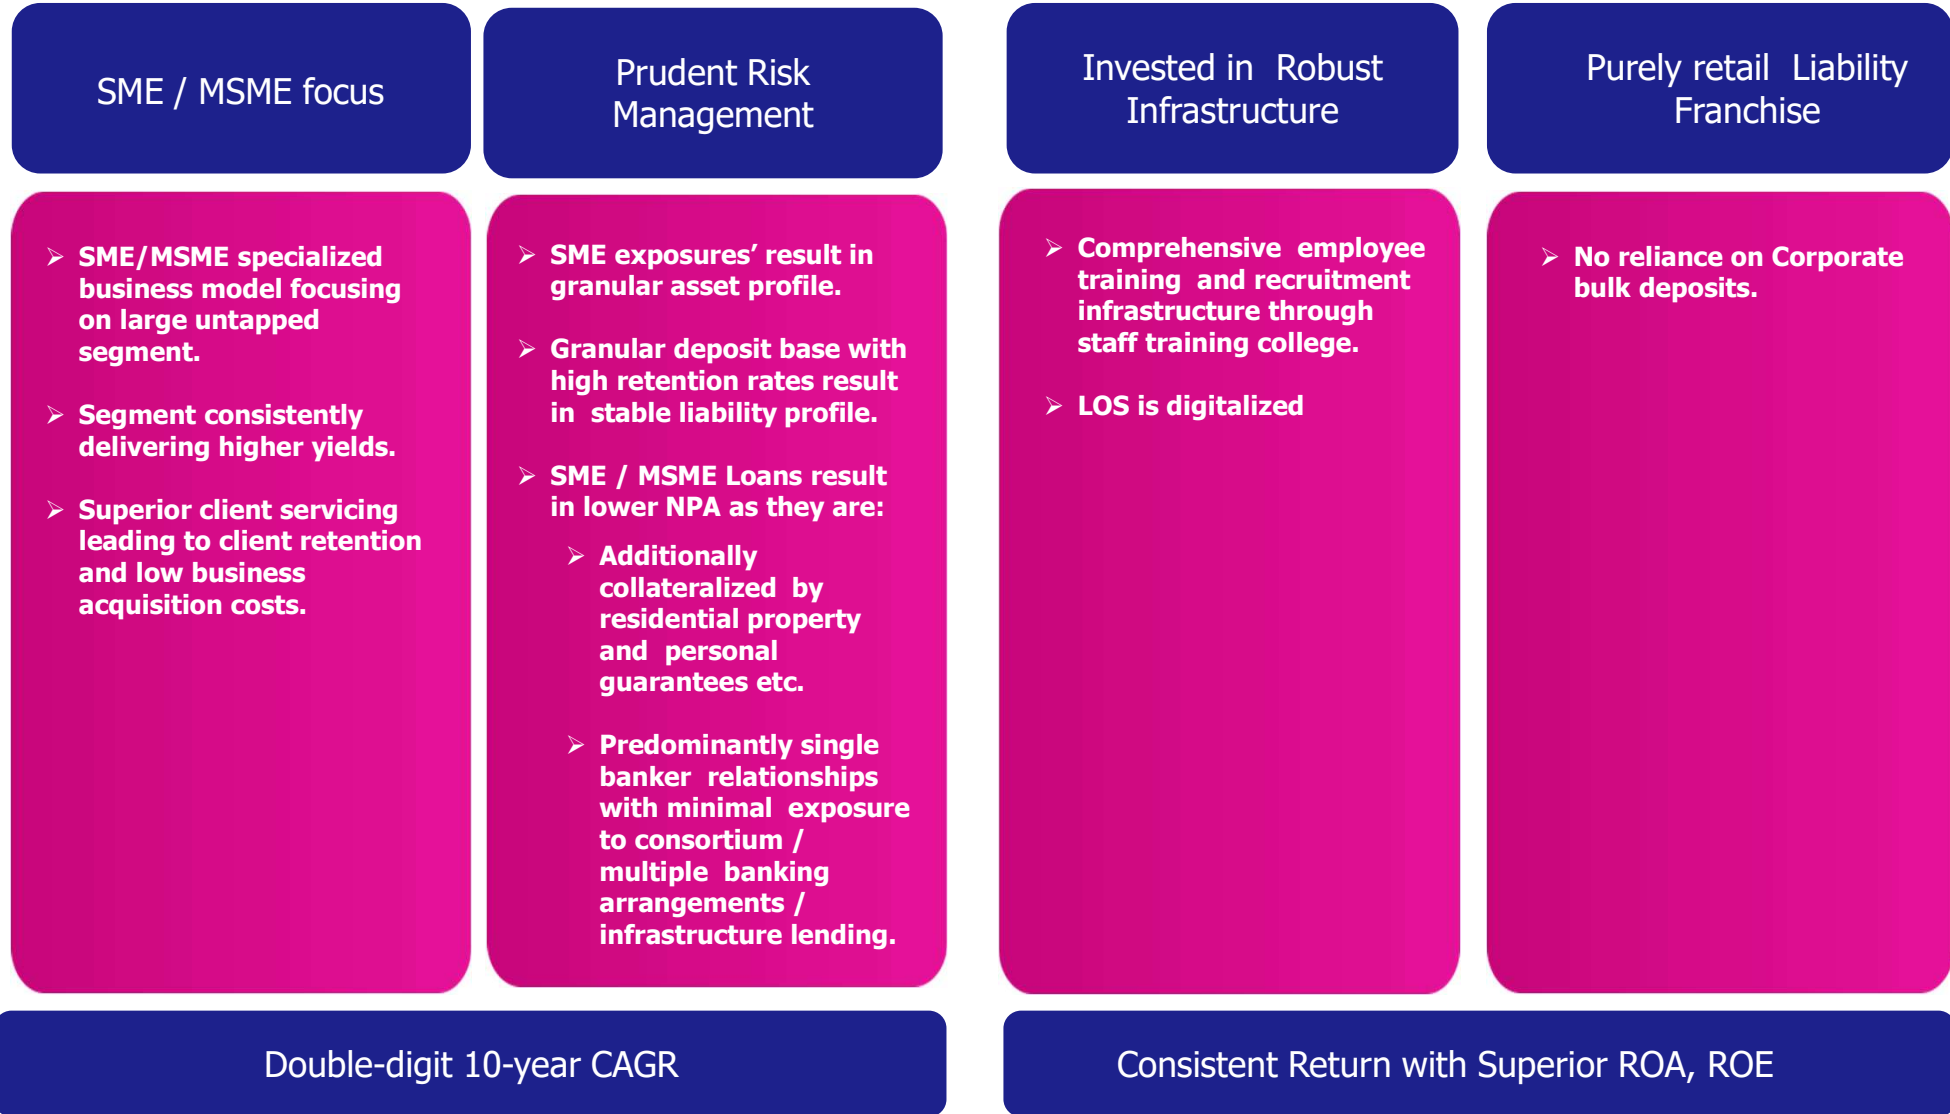 SME / MSME focus
Prudent Risk
Management
Invested in  Robust
Infrastructure
Purely retail  Liability
Franchise
➢ SME/MSME specialized
business model focusing
on large untapped
segment.
➢ Segment consistently
delivering higher yields.
➢ Superior client servicing
leading to client retention
and low business
acquisition costs.
➢ SME exposures’ result in
granular asset profile.
➢ Granular deposit base with
high retention rates result
in  stable liability profile.
➢ SME / MSME Loans result
in lower NPA as they are:
➢ Additionally
collateralized  by
residential property
and  personal
guarantees etc.
➢ Predominantly single
banker  relationships
with minimal  exposure
to consortium /
multiple  banking
arrangements /
infrastructure lending.
➢ Comprehensive  employee
training  and recruitment
infrastructure through
staff training college.
➢ LOS is digitalized
➢ No reliance on Corporate
bulk deposits.
Double-digit 10-year CAGR
Consistent Return with Superior ROA, ROE